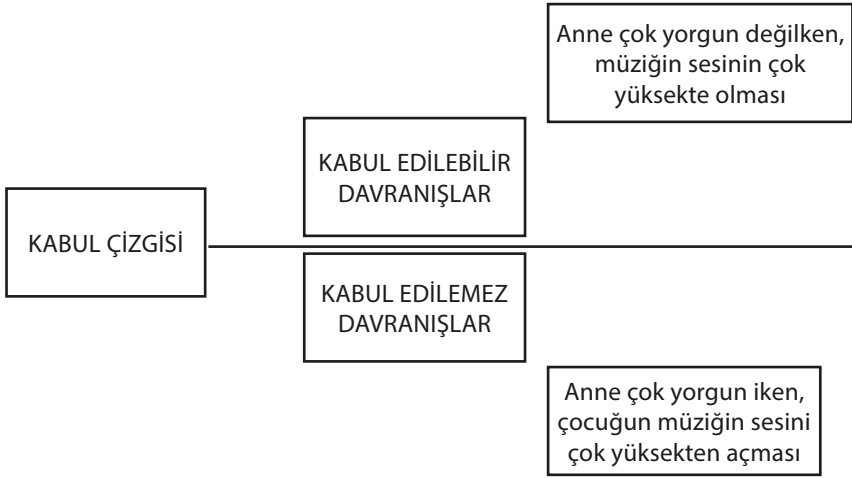 Anne çok yorgun değilken,
müziğin sesinin çok
yüksekte olması
KABUL EDİLEBİLİR
DAVRANIŞLAR
KABUL ÇİZGİSİ
KABUL EDİLEMEZ
DAVRANIŞLAR
Anne çok yorgun iken,
çocuğun müziğin sesini
çok yüksekten açması